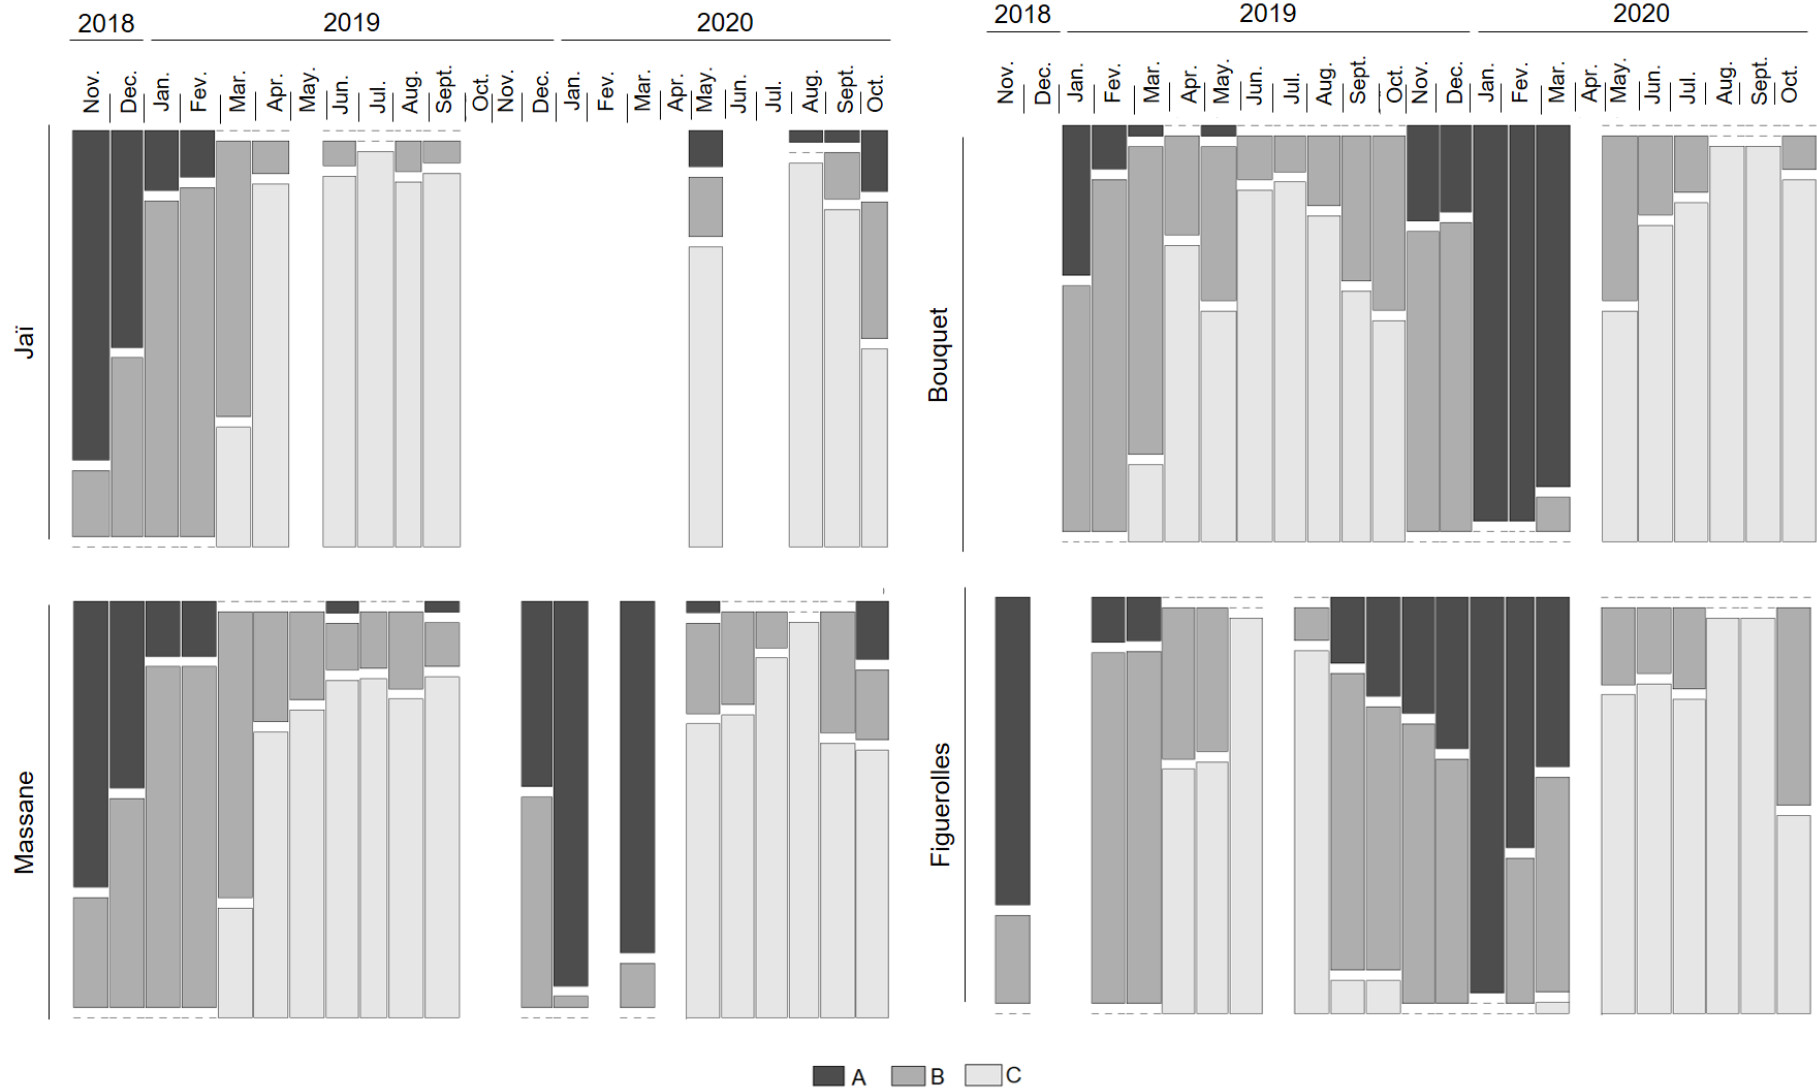 2018 2019 2020
Nov. Dec. Jan. Fev. Mar. Apr. May. Jun. Jul. Aug. Sept. Oct. Nov. Dec. Jan. Fev. Mar. Apr. May. Jun. Jul. Aug. Sept. Oct.
Jaï
Massane
2018 2019 2020
Nov. Dec. Jan. Fev. Mar. Apr. May. Jun. Jul. Aug. Sept. Oct. Nov. Dec. Jan. Fev. Mar. Apr. May. Jun. Jul. Aug. Sept. Oct.
Bouquet
Figuerolles
A B C